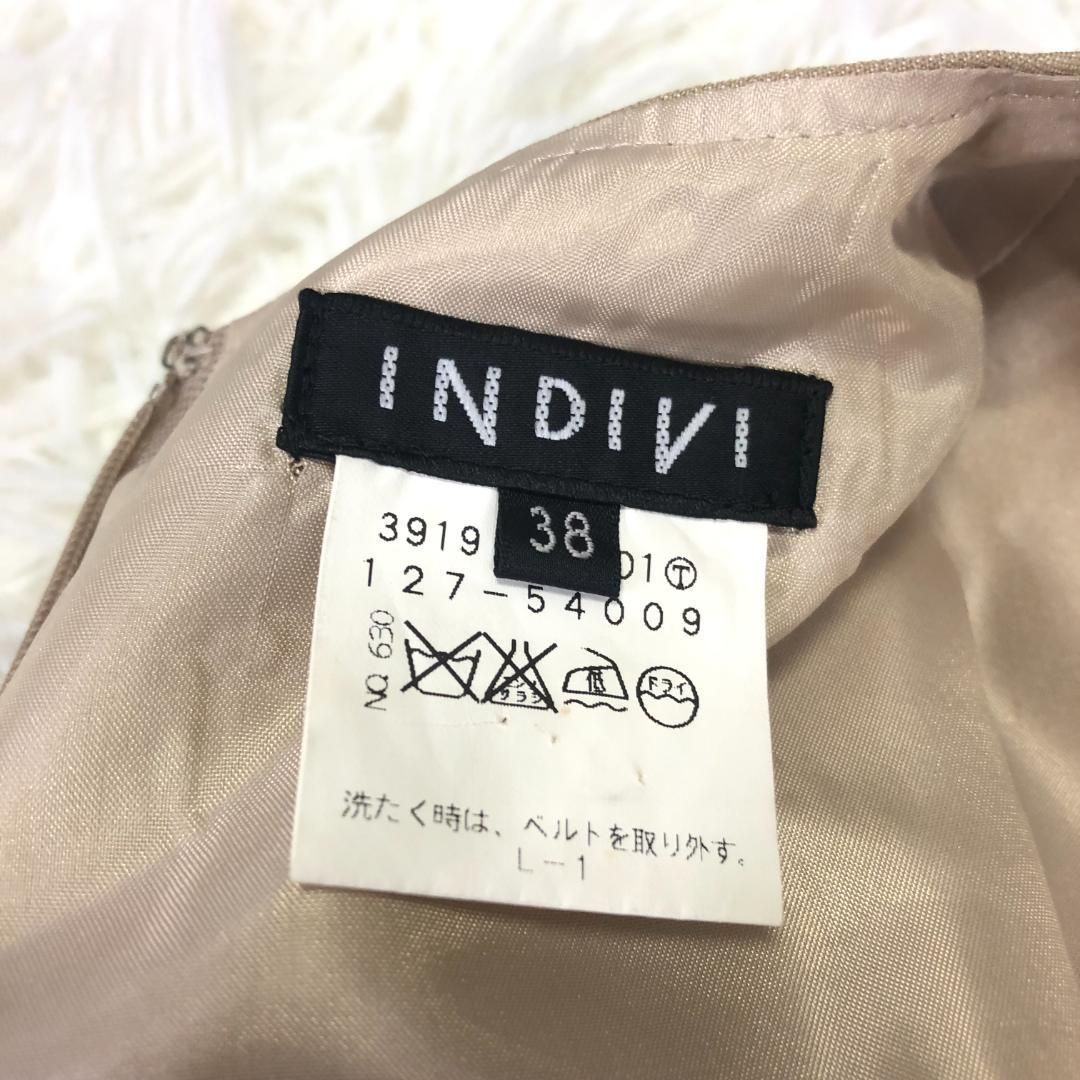 INDIVI
38
3919 01Ⓣ
127-54009
NO. 630
低 ドライ
洗たく時は、ベルトを取り外す。
L-1